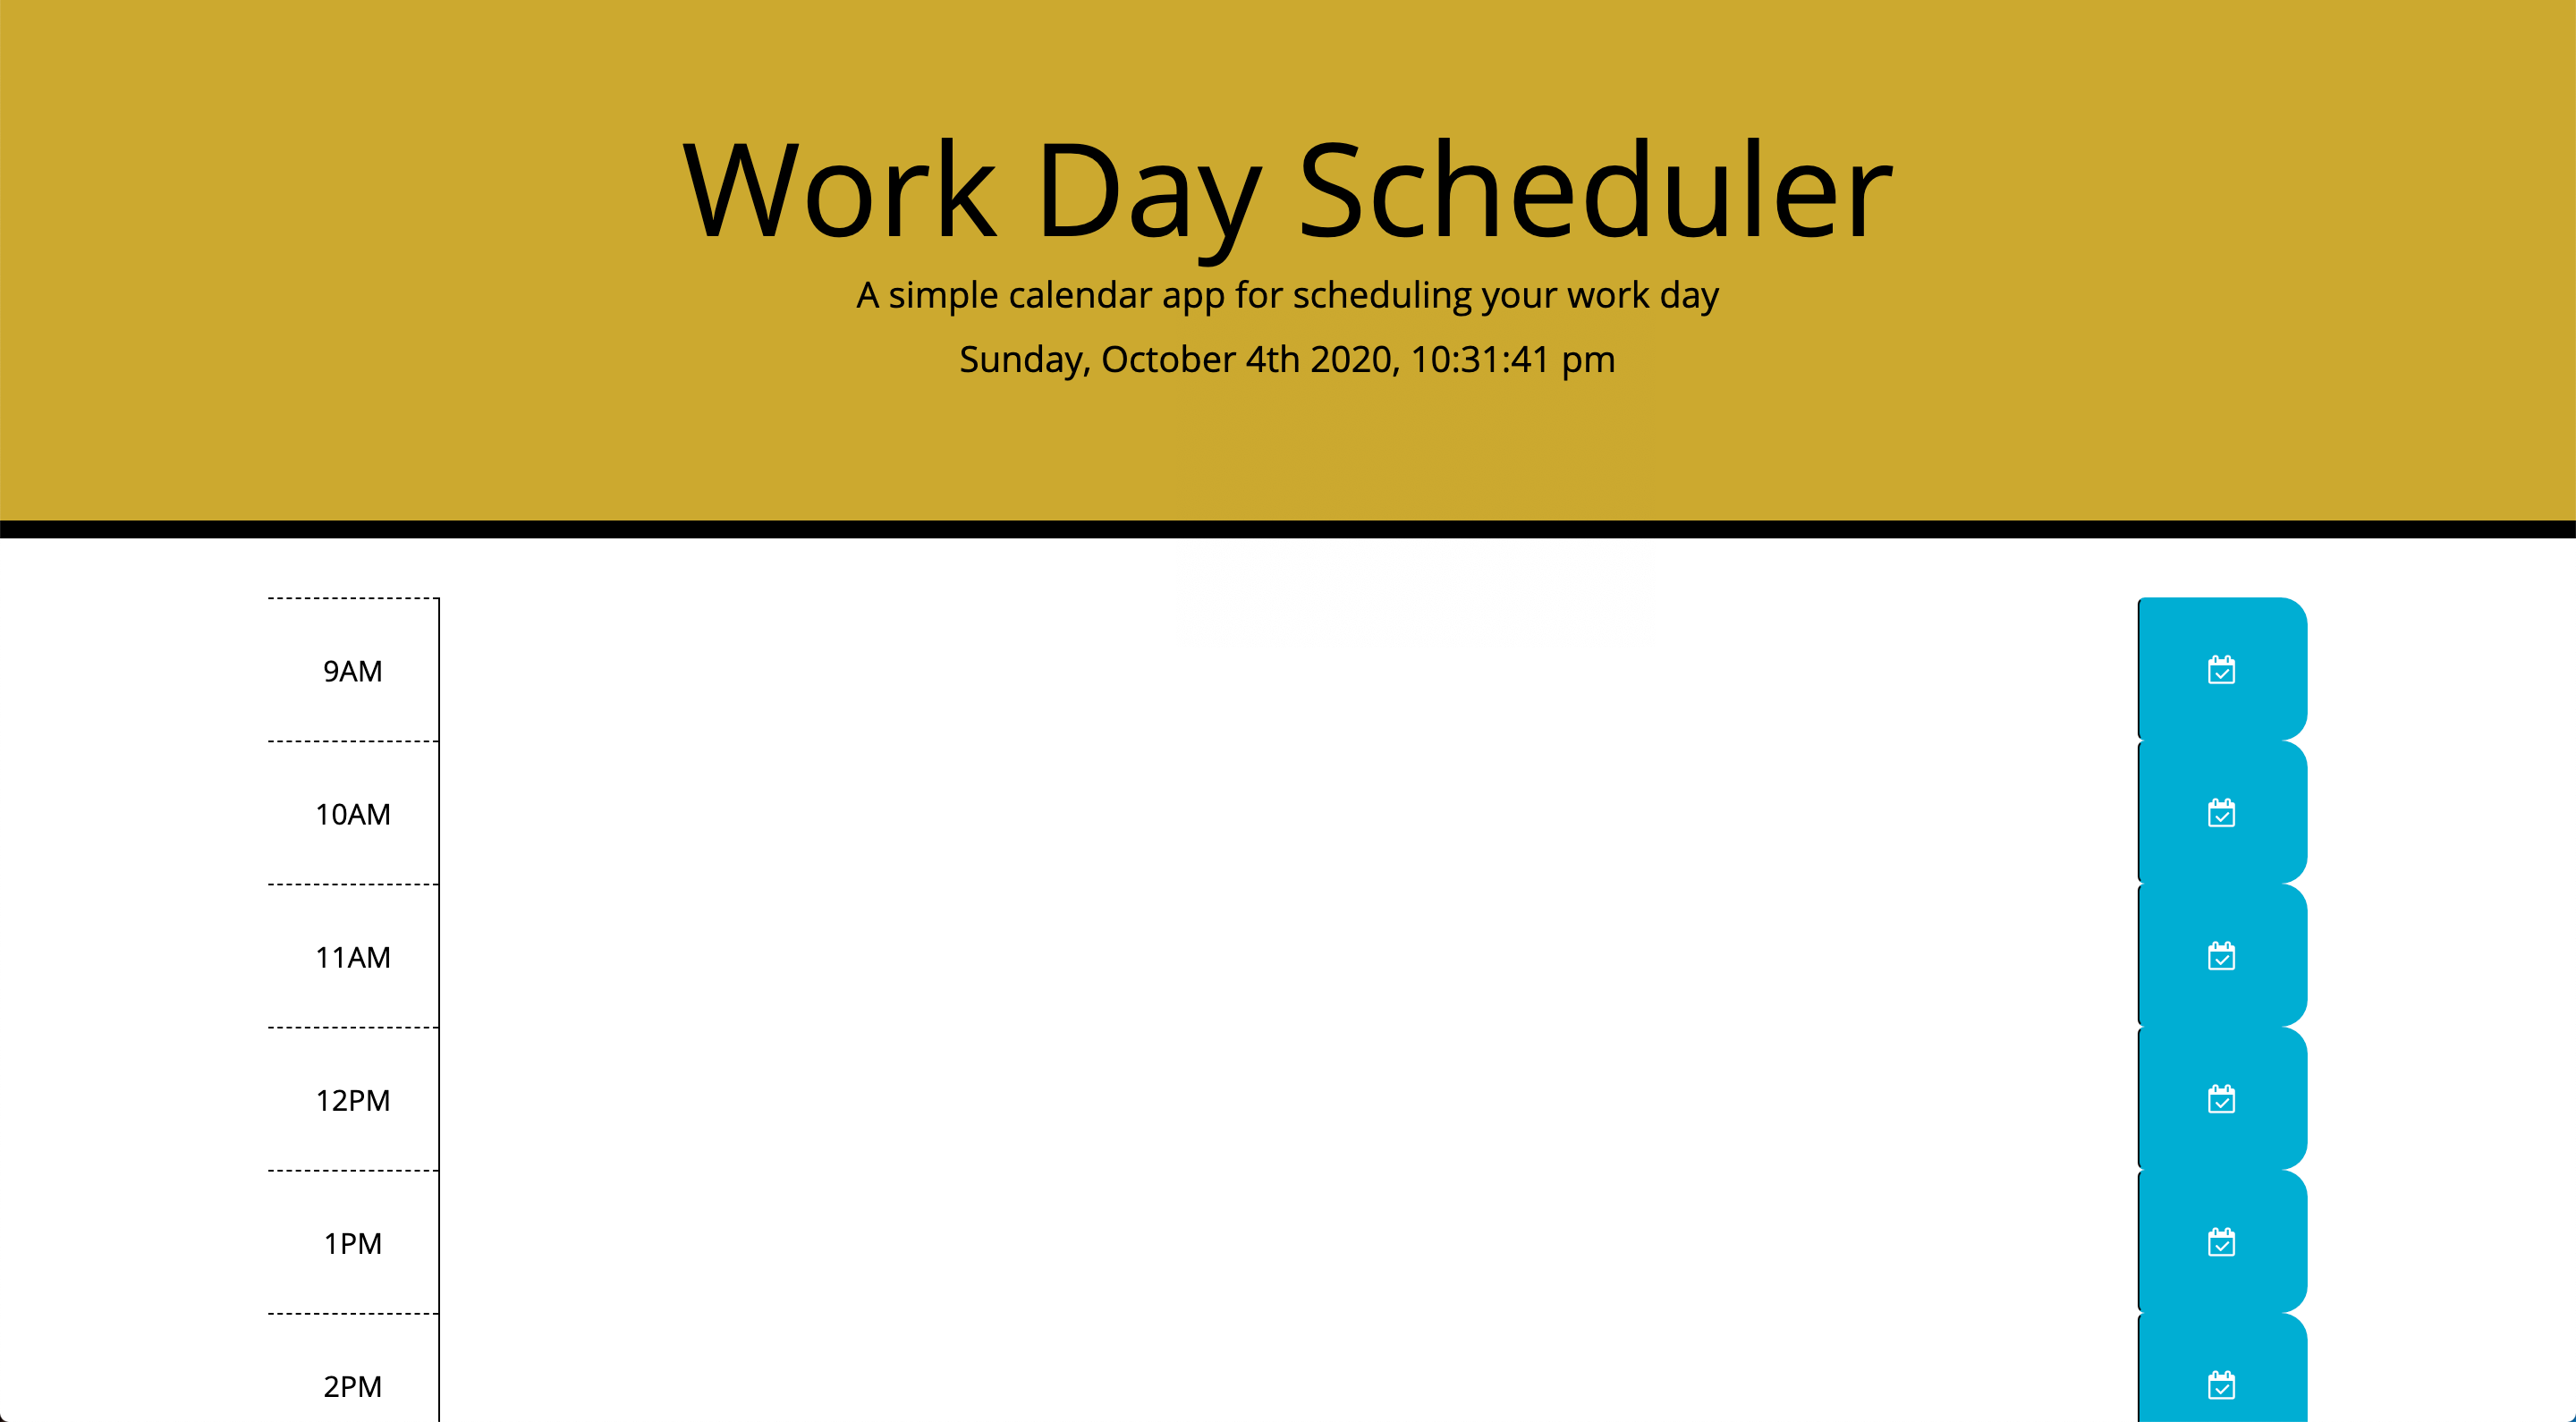 Work Day Scheduler
A simple calendar app for scheduling your work day
Sunday, October 4th 2020, 10:31:41 pm
9AM
10AM
11AM
12PM
1PM
2PM